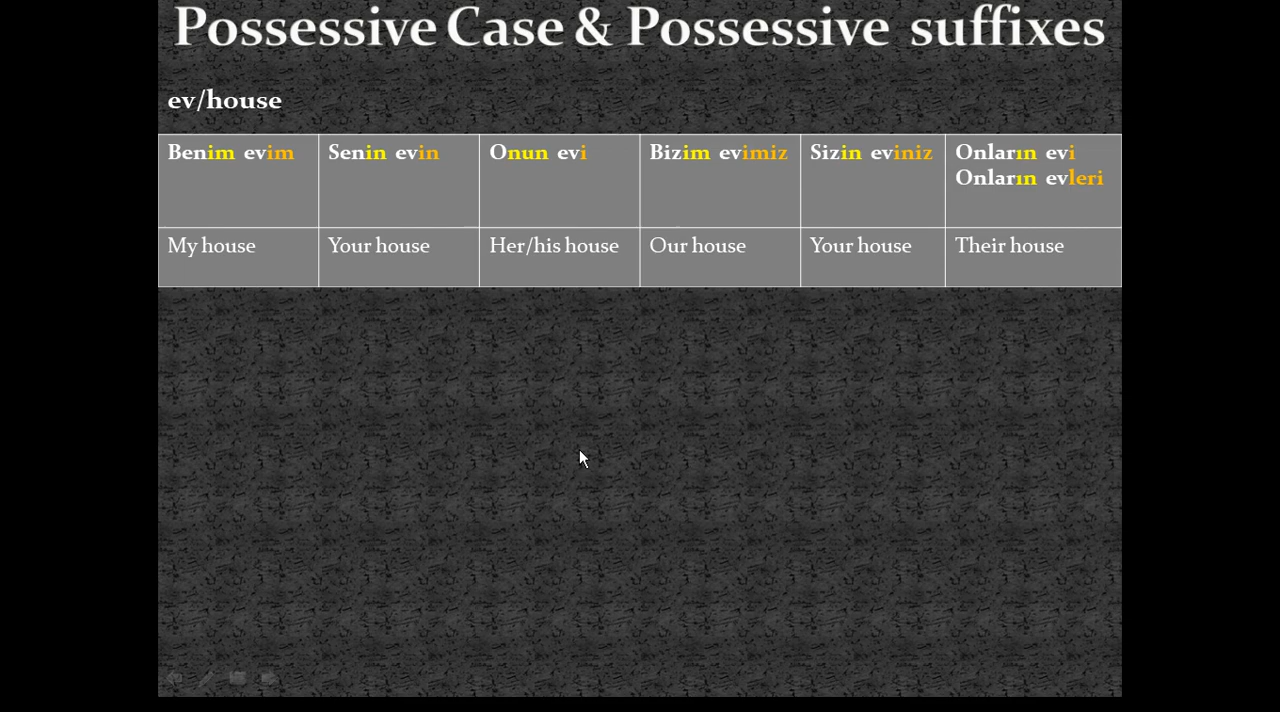 Possessive Case & Possessive suffixes
ev/house
Benim evim
Senin evin
Onun evi
Bizim evimiz
Sizin eviniz
Onların evi
Onların evleri
My house
Your house
Her/his house
Our house
Your house
Their house